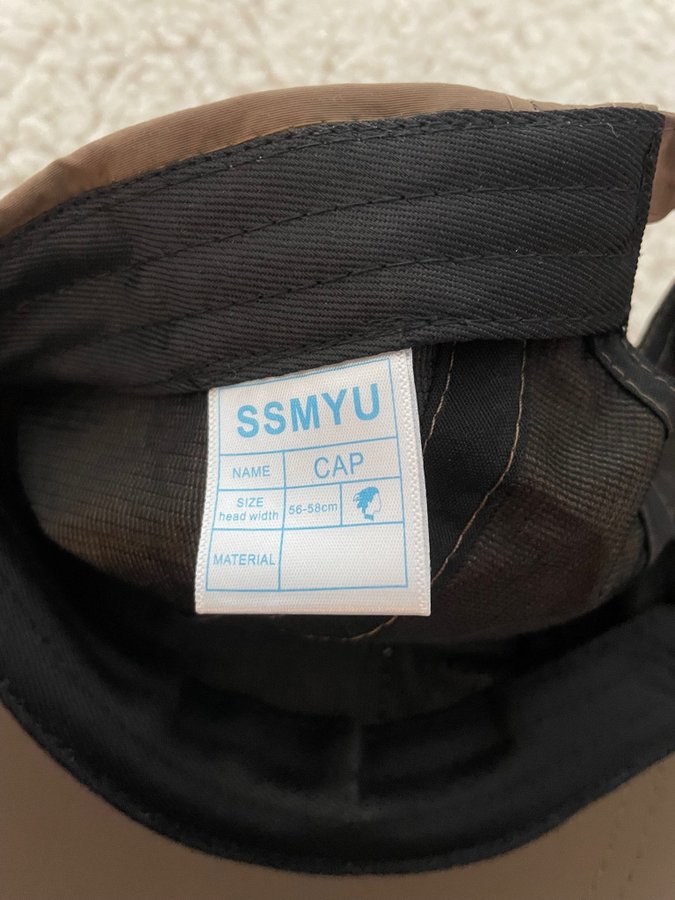 SSMYU
NAME CAP
SIZE
head width 56-58cm
MATERIAL